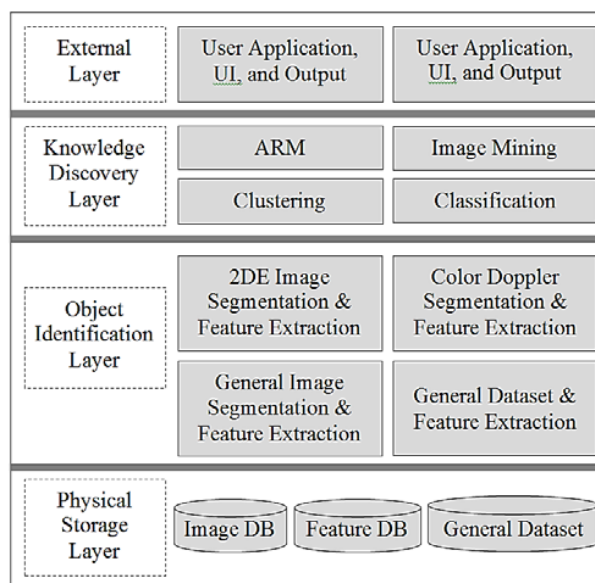 External
Layer
User Application,
UI, and Output
User Application,
UI, and Output
Knowledge
Discovery
Layer
ARM
Image Mining
Clustering
Classification
Object
Identification
Layer
2DE Image
Segmentation &
Feature Extraction
Color Doppler
Segmentation &
Feature Extraction
General Image
Segmentation &
Feature Extraction
General Dataset &
Feature Extraction
Physical
Storage
Layer
Image DB
Feature DB
General Dataset